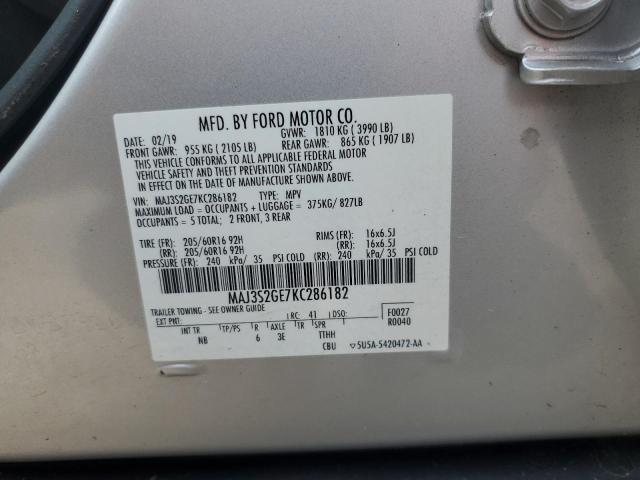 MFD. BY FORD MOTOR CO.
DATE: 02/19 GVWR: 1810 KG ( 3990 LB)
FRONT GAWR: 955 KG ( 2105 LB) REAR GAWR: 865 KG ( 1907 LB)
THIS VEHICLE CONFORMS TO ALL APPLICABLE FEDERAL MOTOR
VEHICLE SAFETY AND THEFT PREVENTION STANDARDS
IN EFFECT ON THE DATE OF MANUFACTURE SHOWN ABOVE.
VIN: MAJ3S2GE7KC286182 TYPE: MPV
MAXIMUM LOAD = OCCUPANTS + LUGGAGE = 375KG/ 827LB
OCCUPANTS = 5 TOTAL; 2 FRONT, 3 REAR
TIRE (FR): 205/60R16 92H RIMS (FR): 16x6.5J
(RR): 205/60R16 92H (RR): 16x6.5J
PRESSURE (FR): 240 kPa/ 35 PSI COLD (RR): 240 kPa/ 35 PSI COLD
MAJ3S2GE7KC286182
TRAILER TOWING - SEE OWNER GUIDE
EXT PNT: RC: 41 DSO: F0027
R0040
INT TR TP/PS R AXLE TR SPR
NB 6 3E TTHH
CBU ▽5U5A-5420472-AA